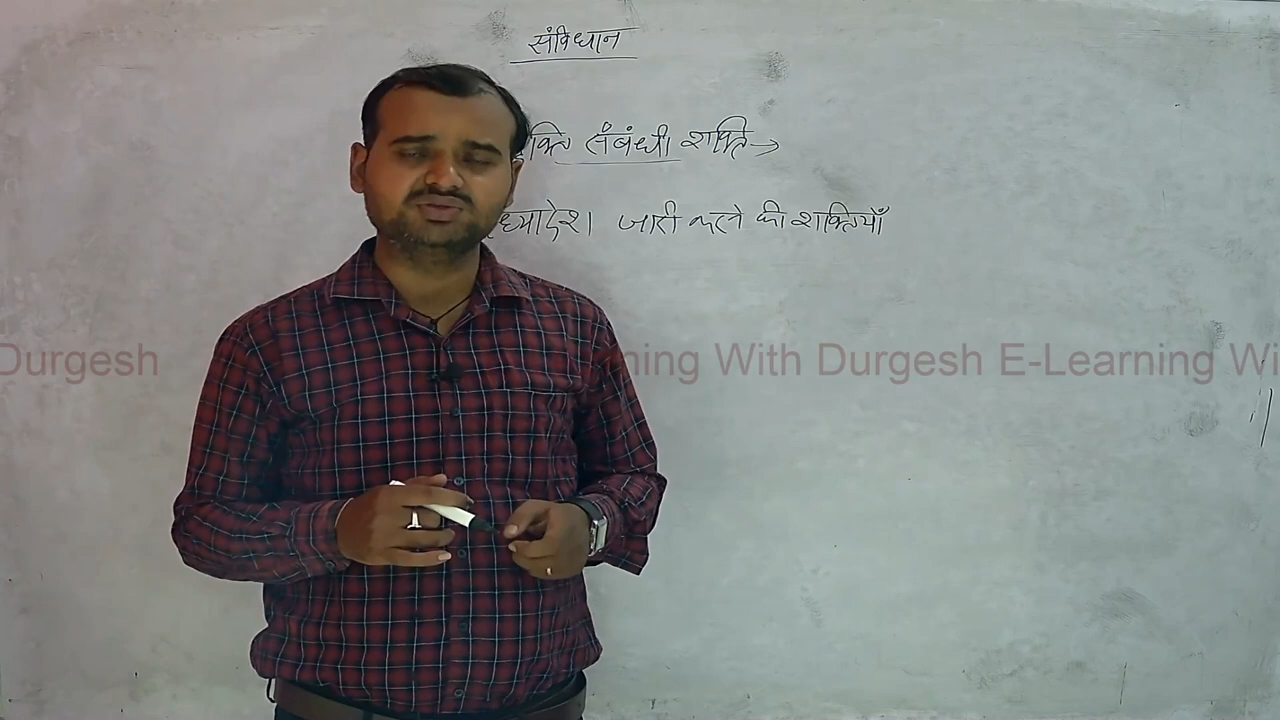 संविधान
संबंधी शक्ति →
जारी करने की शक्तियाँ
Durgesh ning With Durgesh E-Learning Wi